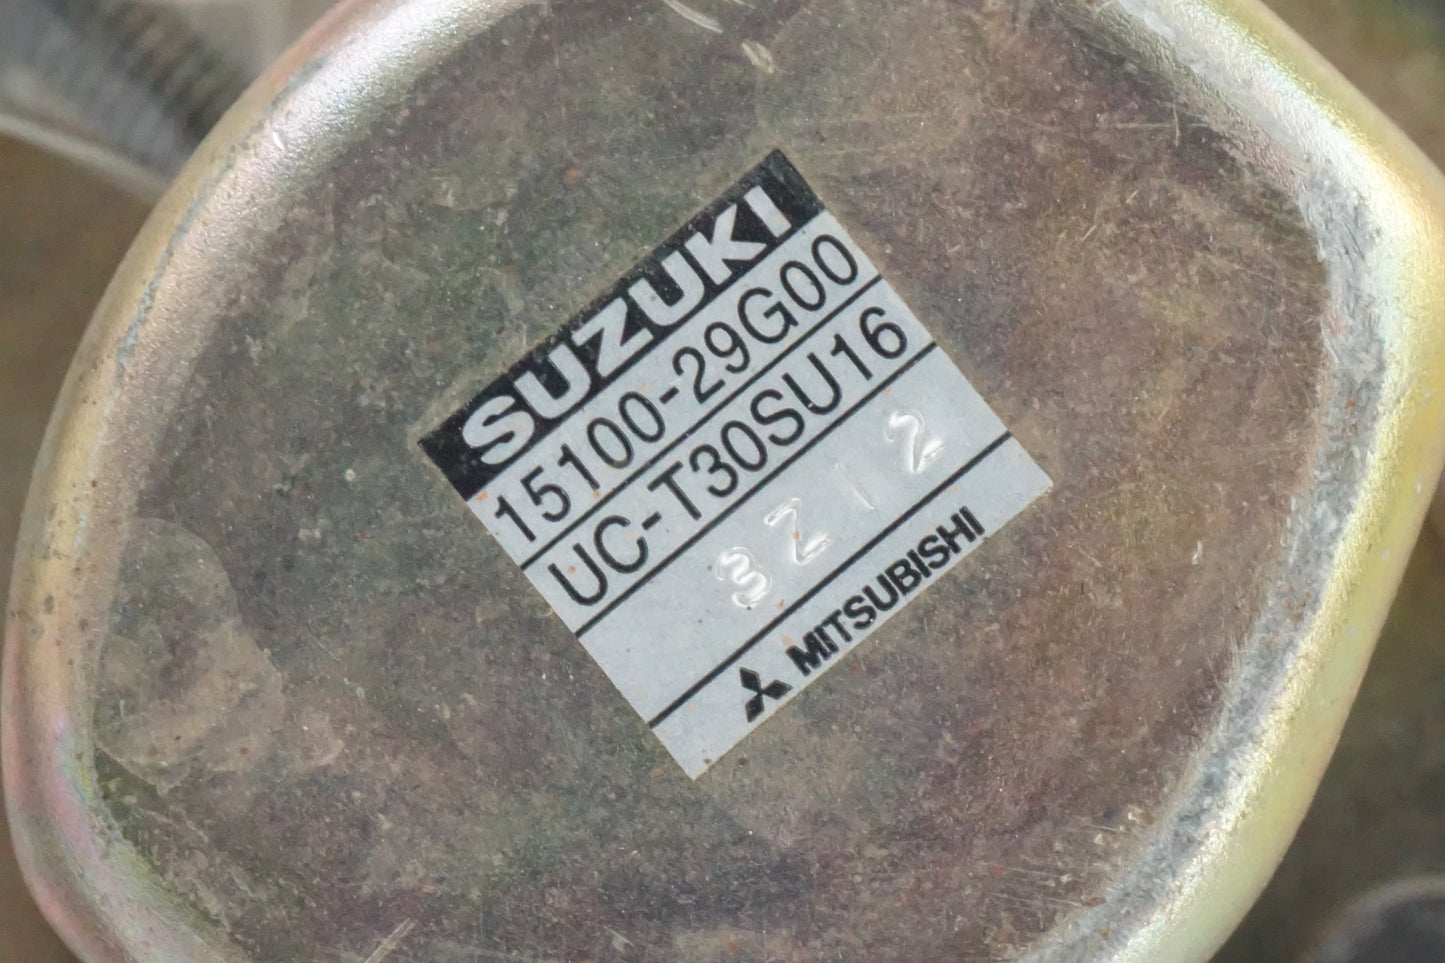 SUZUKI
15100-29G00
UC-T30SU16
3Z12
MITSUBISHI